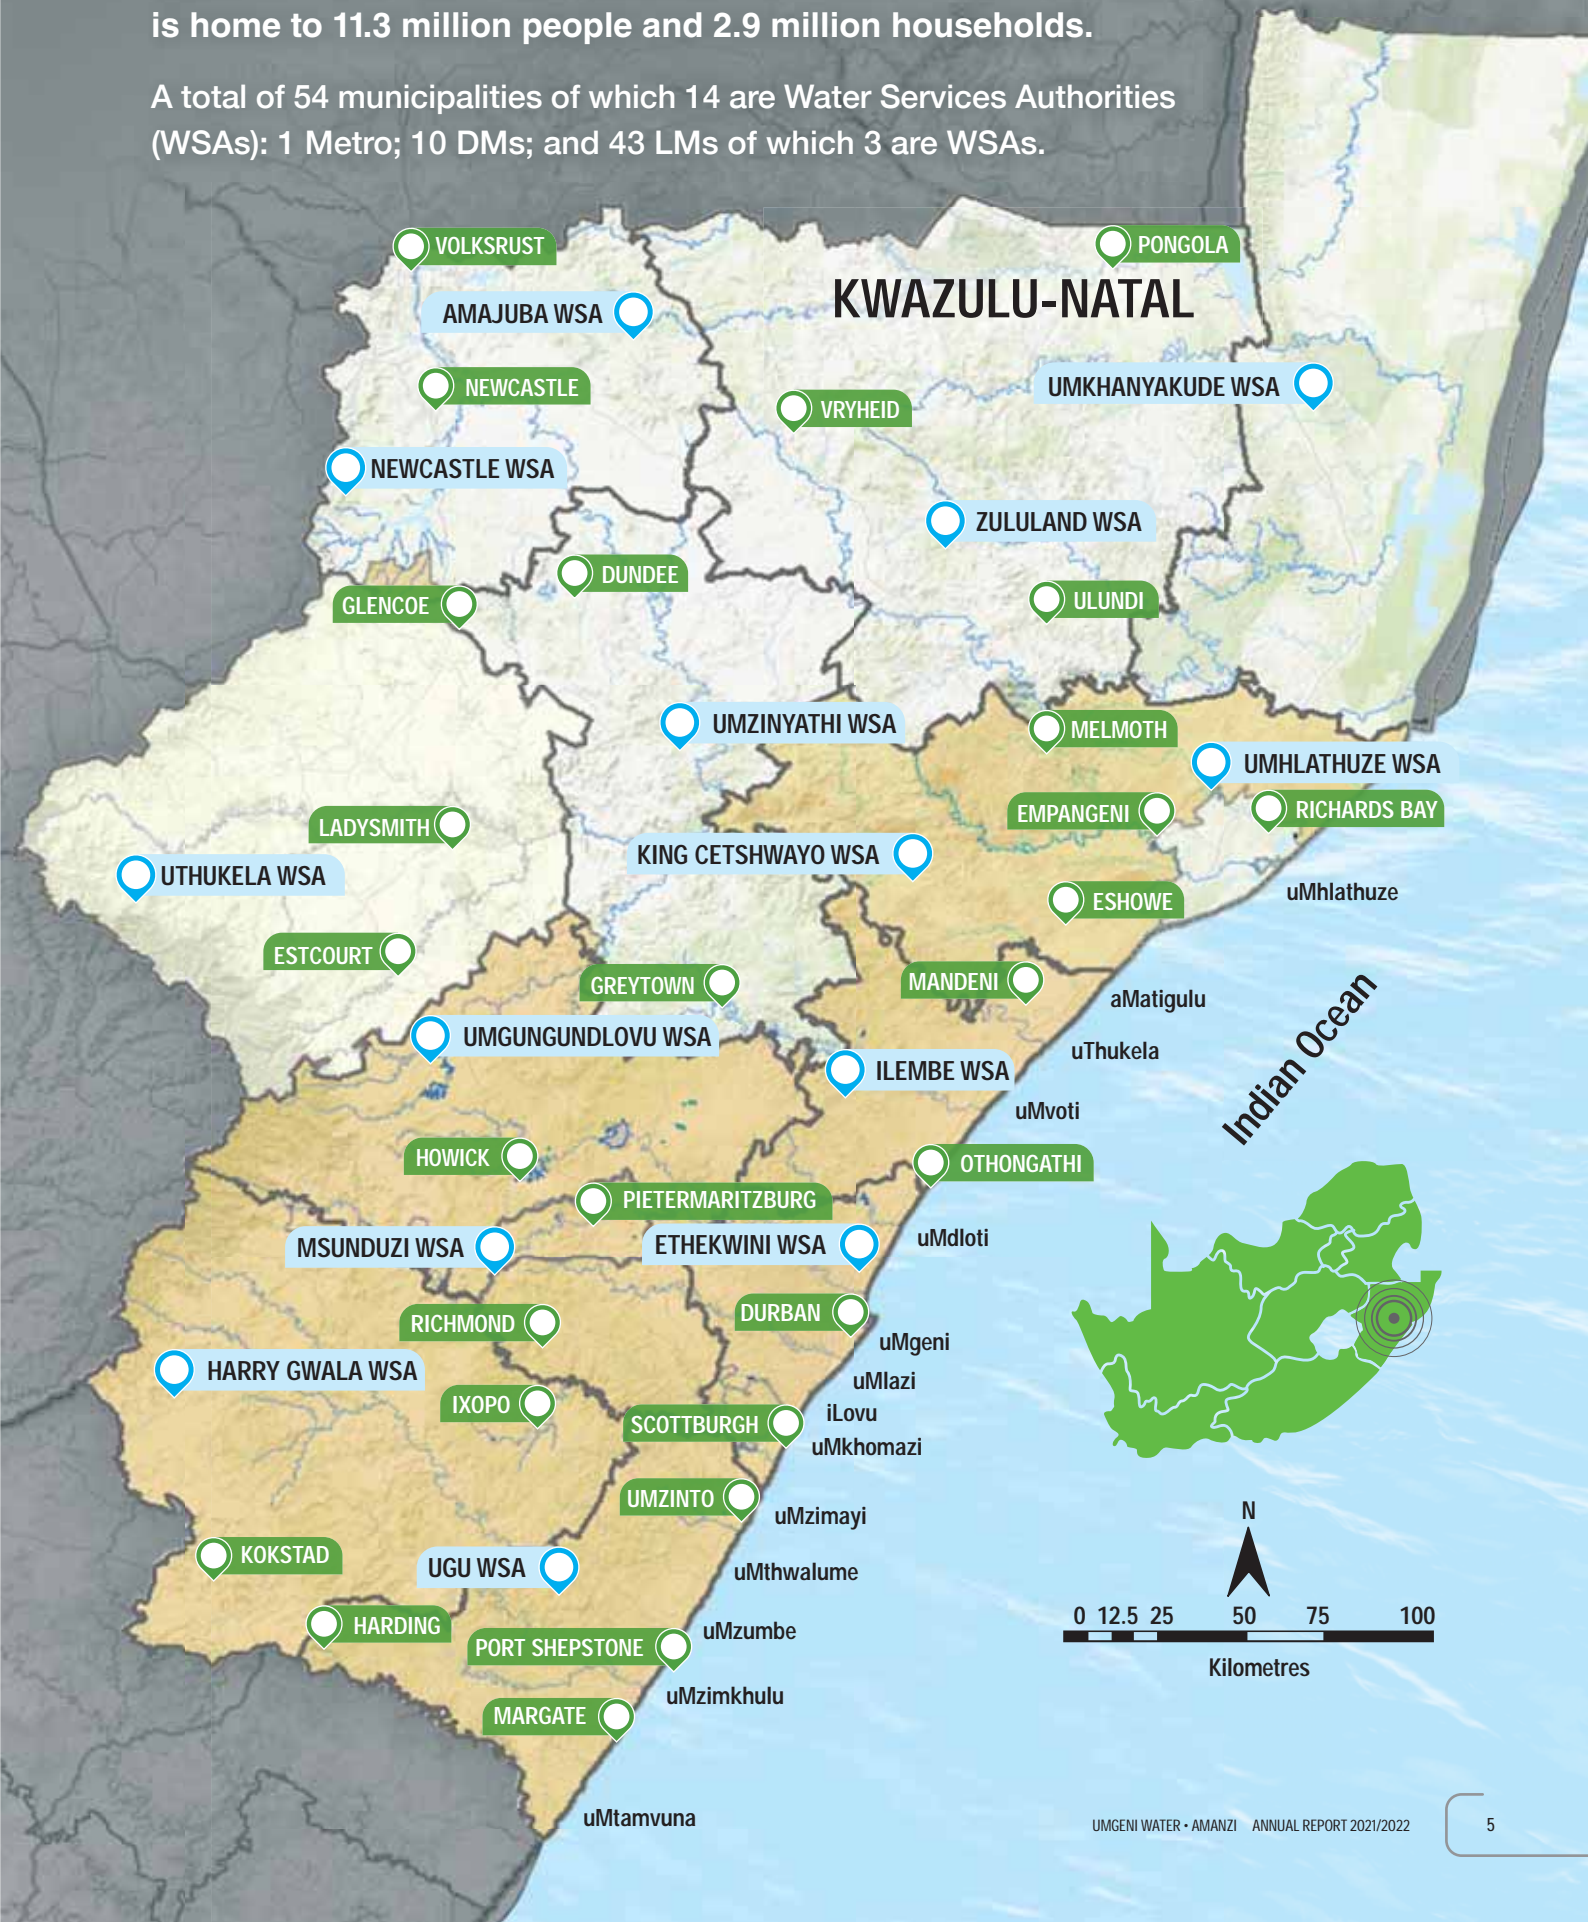 is home to 11.3 million people and 2.9 million households.
A total of 54 municipalities of which 14 are Water Services Authorities
(WSAs): 1 Metro; 10 DMs; and 43 LMs of which 3 are WSAs.
VOLKSRUST
PONGOLA
KWAZULU-NATAL
AMAJUBA WSA
NEWCASTLE
UMKHANYAKUDE WSA
VRYHEID
NEWCASTLE WSA
ZULULAND WSA
DUNDEE
GLENCOE
ULUNDI
UMZINYATHI WSA
MELMOTH
UMHLATHUZE WSA
EMPANGENI
RICHARDS BAY
LADYSMITH
KING CETSHWAYO WSA
UTHUKELA WSA
uMhlathuze
ESHOWE
ESTCOURT
GREYTOWN
MANDENI
aMatigulu
UMGUNGUNDLOVU WSA
uThukela
Indian Ocean
ILEMBE WSA
uMvoti
HOWICK
OTHONGATHI
PIETERMARITZBURG
uMdloti
MSUNDUZI WSA
ETHEKWINI WSA
DURBAN
RICHMOND
uMgeni
HARRY GWALA WSA
uMlazi
IXOPO
iLovu
SCOTTBURGH
uMkhomazi
UMZINTO
N
uMzimayi
KOKSTAD
UGU WSA
uMthwalume
0 12.5 25 50 75 100
HARDING
uMzumbe
PORT SHEPSTONE
Kilometres
uMzimkhulu
MARGATE
uMtamvuna
UMGENI WATER • AMANZI ANNUAL REPORT 2021/2022 5